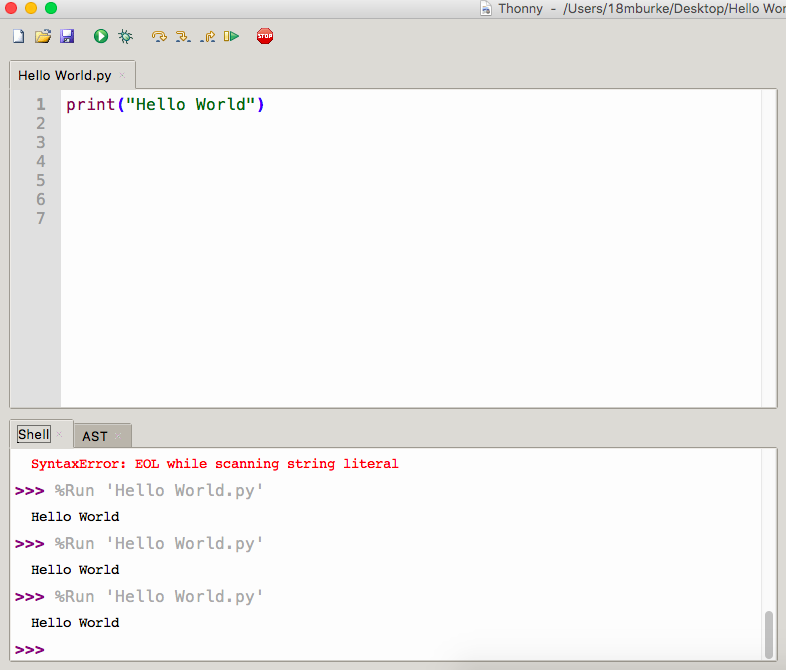 Thonny - /Users/18mburke/Desktop/Hello Wor
STOP
Hello World.py
1 print("Hello World")
2
3
4
5
6
7
Shell AST
SyntaxError: EOL while scanning string literal
>>> %Run 'Hello World.py'
Hello World
>>> %Run 'Hello World.py'
Hello World
>>> %Run 'Hello World.py'
Hello World
>>>